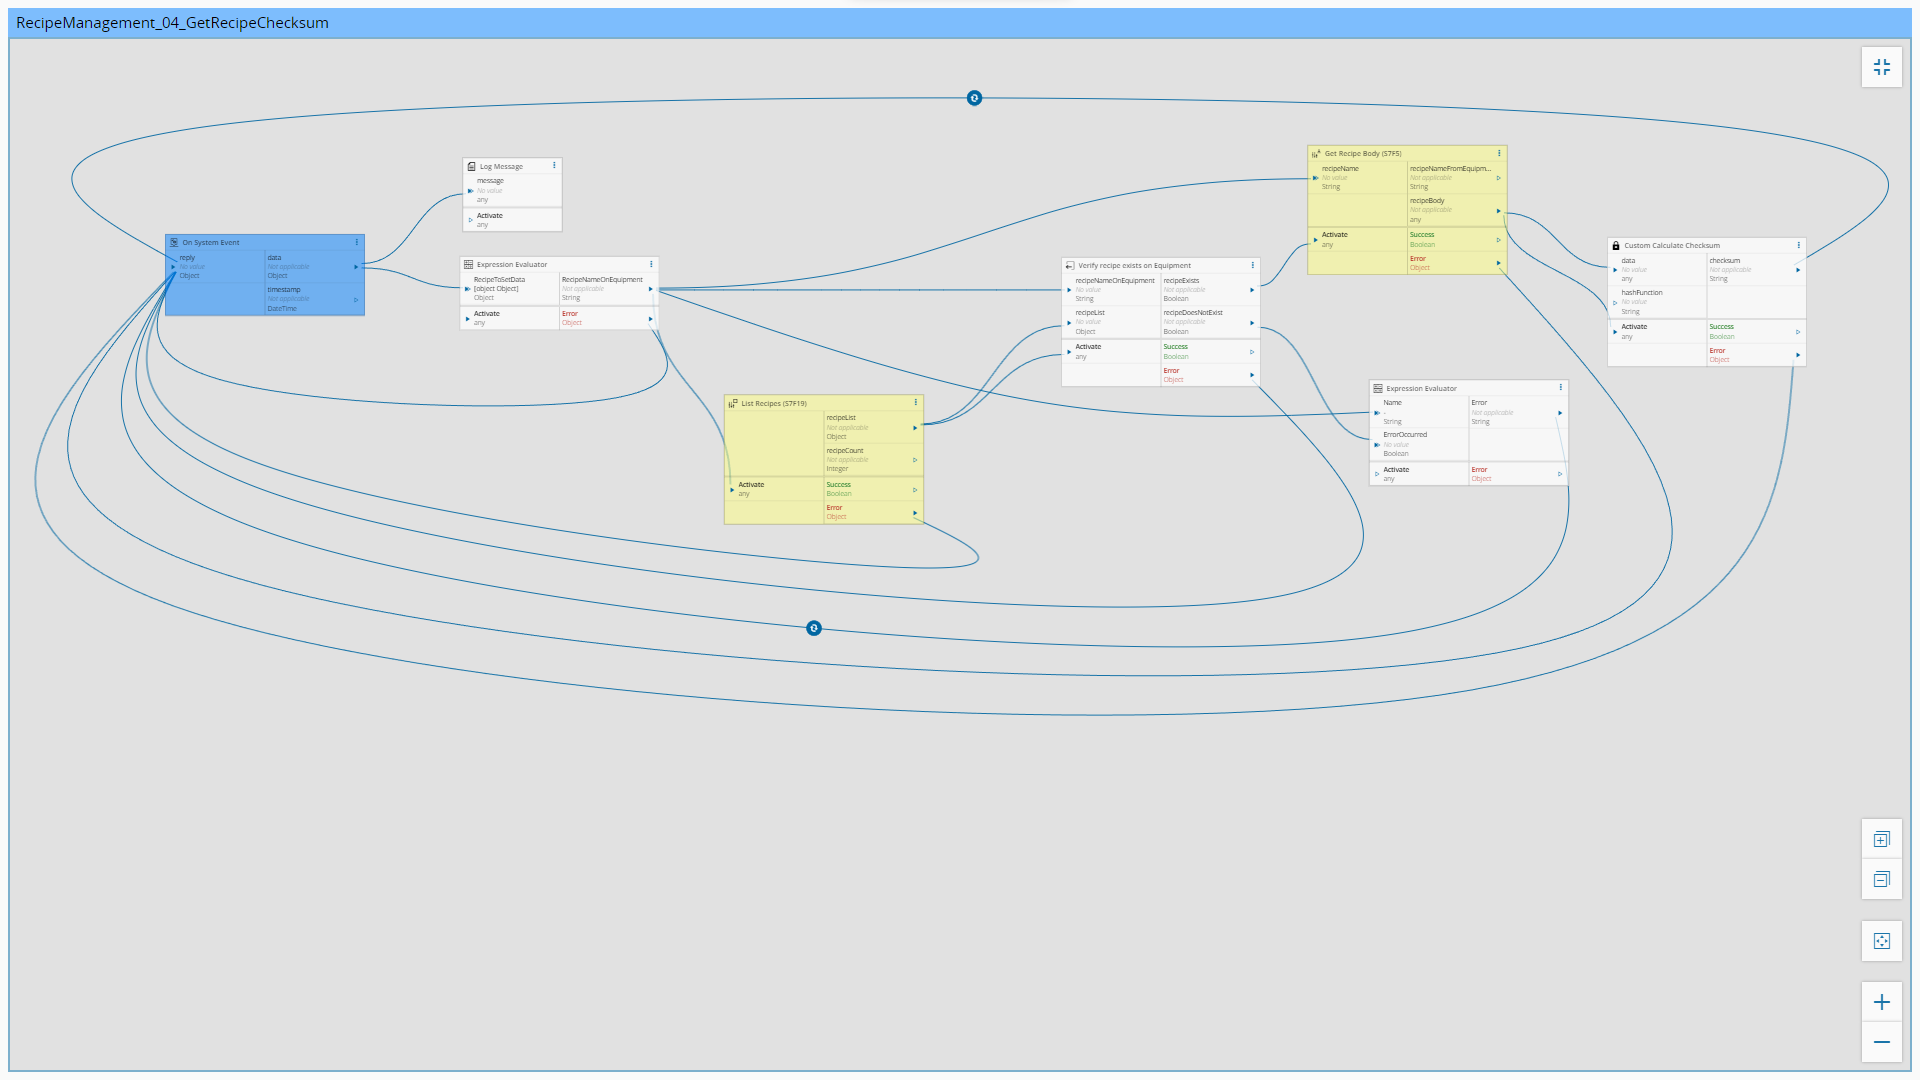 RecipeManagement_04_GetRecipeChecksum
Log Message
message
No value
any
Activate
any
On System Event
reply
No value
Object
data
Not applicable
Object
timestamp
Not applicable
DateTime
Expression Evaluator
RecipeToSetData
[object Object]
Object
RecipeNameOnEquipment
Not applicable
String
Activate
any
Error
Object
List Recipes (S7F19)
recipeList
Not applicable
Object
recipeCount
Not applicable
Integer
Activate
any
Success
Boolean
Error
Object
Verify recipe exists on Equipment
recipeNameOnEquipment
No value
String
recipeExists
Not applicable
Boolean
recipeList
No value
Object
recipeDoesNotExist
Not applicable
Boolean
Activate
any
Success
Boolean
Error
Object
Get Recipe Body (S7F5)
recipeName
No value
String
recipeNameFromEquipm...
Not applicable
String
recipeBody
Not applicable
any
Activate
any
Success
Boolean
Error
Object
Expression Evaluator
Name
-
String
Error
Not applicable
String
ErrorOccurred
No value
Boolean
Activate
any
Error
Object
Custom Calculate Checksum
data
No value
any
checksum
Not applicable
String
hashFunction
No value
String
Activate
any
Success
Boolean
Error
Object